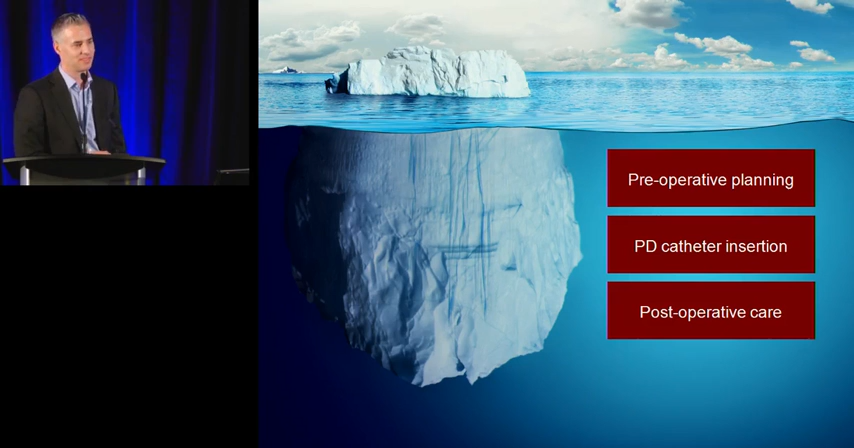 Pre-operative planning
PD catheter insertion
Post-operative care